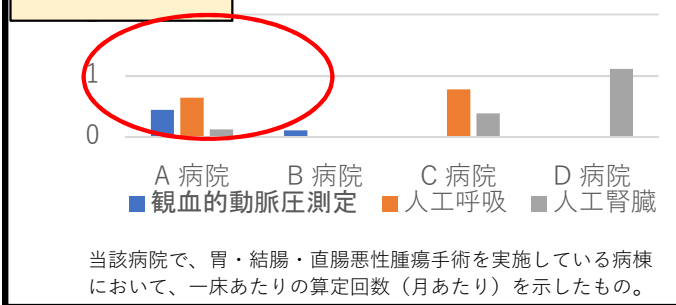 1
0
A 病院 B 病院 C 病院 D 病院
■観血的動脈圧測定 ■人工呼吸 ■人工腎臓
当該病院で、胃・結腸・直腸悪性腫瘍手術を実施している病棟
において、一床あたりの算定回数（月あたり）を示したもの。